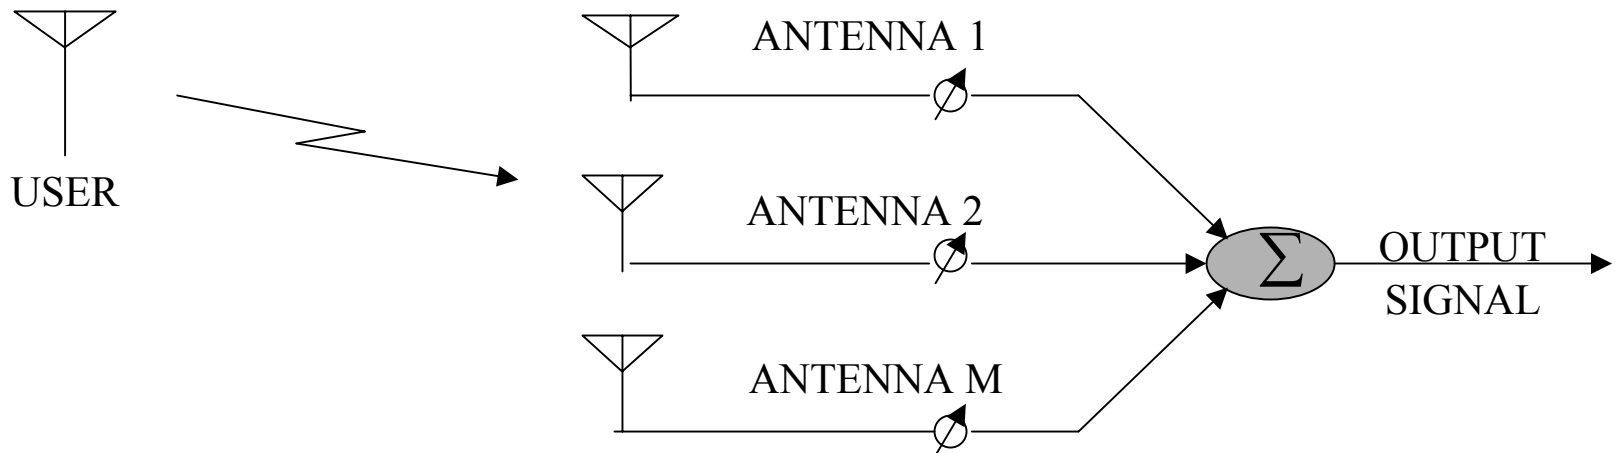 USER
ANTENNA 1
ANTENNA 2
ANTENNA M
Σ
OUTPUT
SIGNAL